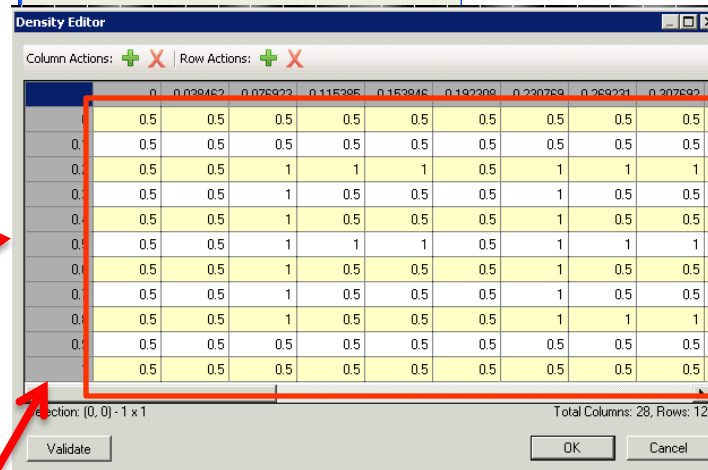 Density Editor
Column Actions: Row Actions:
0 0.038462 0.076923 0.115385 0.153846 0.192308 0.230769 0.269231 0.307692
0.5 0.5 0.5 0.5 0.5 0.5 0.5 0.5 0.5
0.5 0.5 0.5 0.5 0.5 0.5 0.5 0.5 0.5
0.5 0.5 1 1 1 0.5 1 1 1
0.5 0.5 1 0.5 0.5 0.5 1 0.5 0.5
0.5 0.5 1 0.5 0.5 0.5 1 0.5 0.5
0.5 0.5 1 1 1 0.5 1 1 1
0.5 0.5 1 0.5 0.5 0.5 1 0.5 0.5
0.5 0.5 1 0.5 0.5 0.5 1 0.5 0.5
0.5 0.5 1 0.5 0.5 0.5 1 1 1
0.5 0.5 0.5 0.5 0.5 0.5 0.5 0.5 0.5
0.5 0.5 0.5 0.5 0.5 0.5 0.5 0.5 0.5
(0, 0) - 1 x 1 Total Columns: 28, Rows: 12
Validate OK Cancel